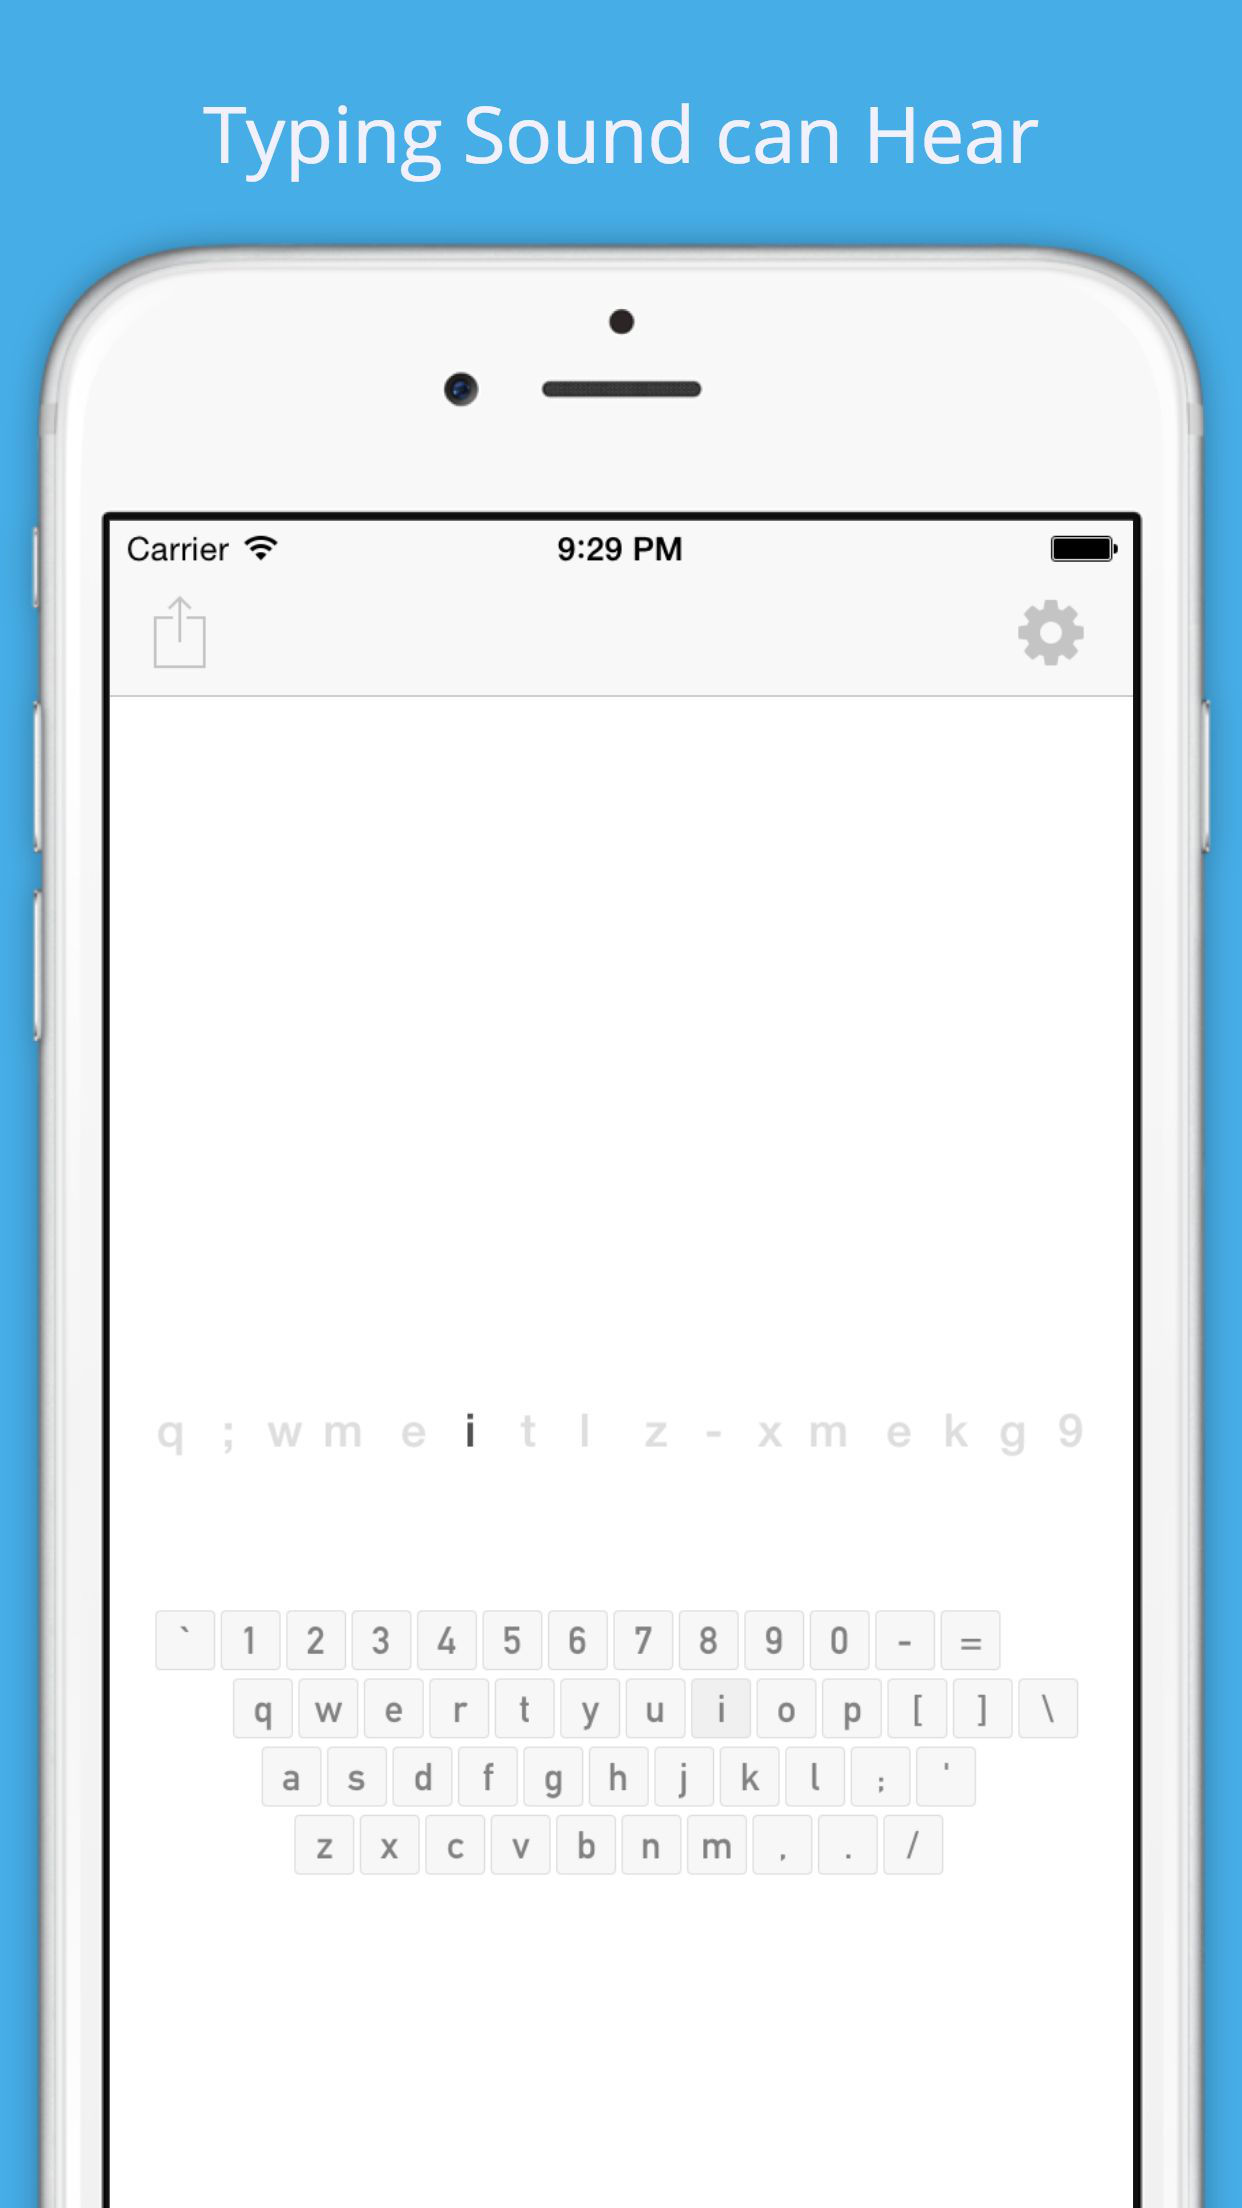 Typing Sound can Hear
Carrier 9:29 PM
q ; w m e i t l z - x m e k g 9
` 1 2 3 4 5 6 7 8 9 0 - =
q w e r t y u i o p [ ] \
a s d f g h j k l ; '
z x c v b n m , . /